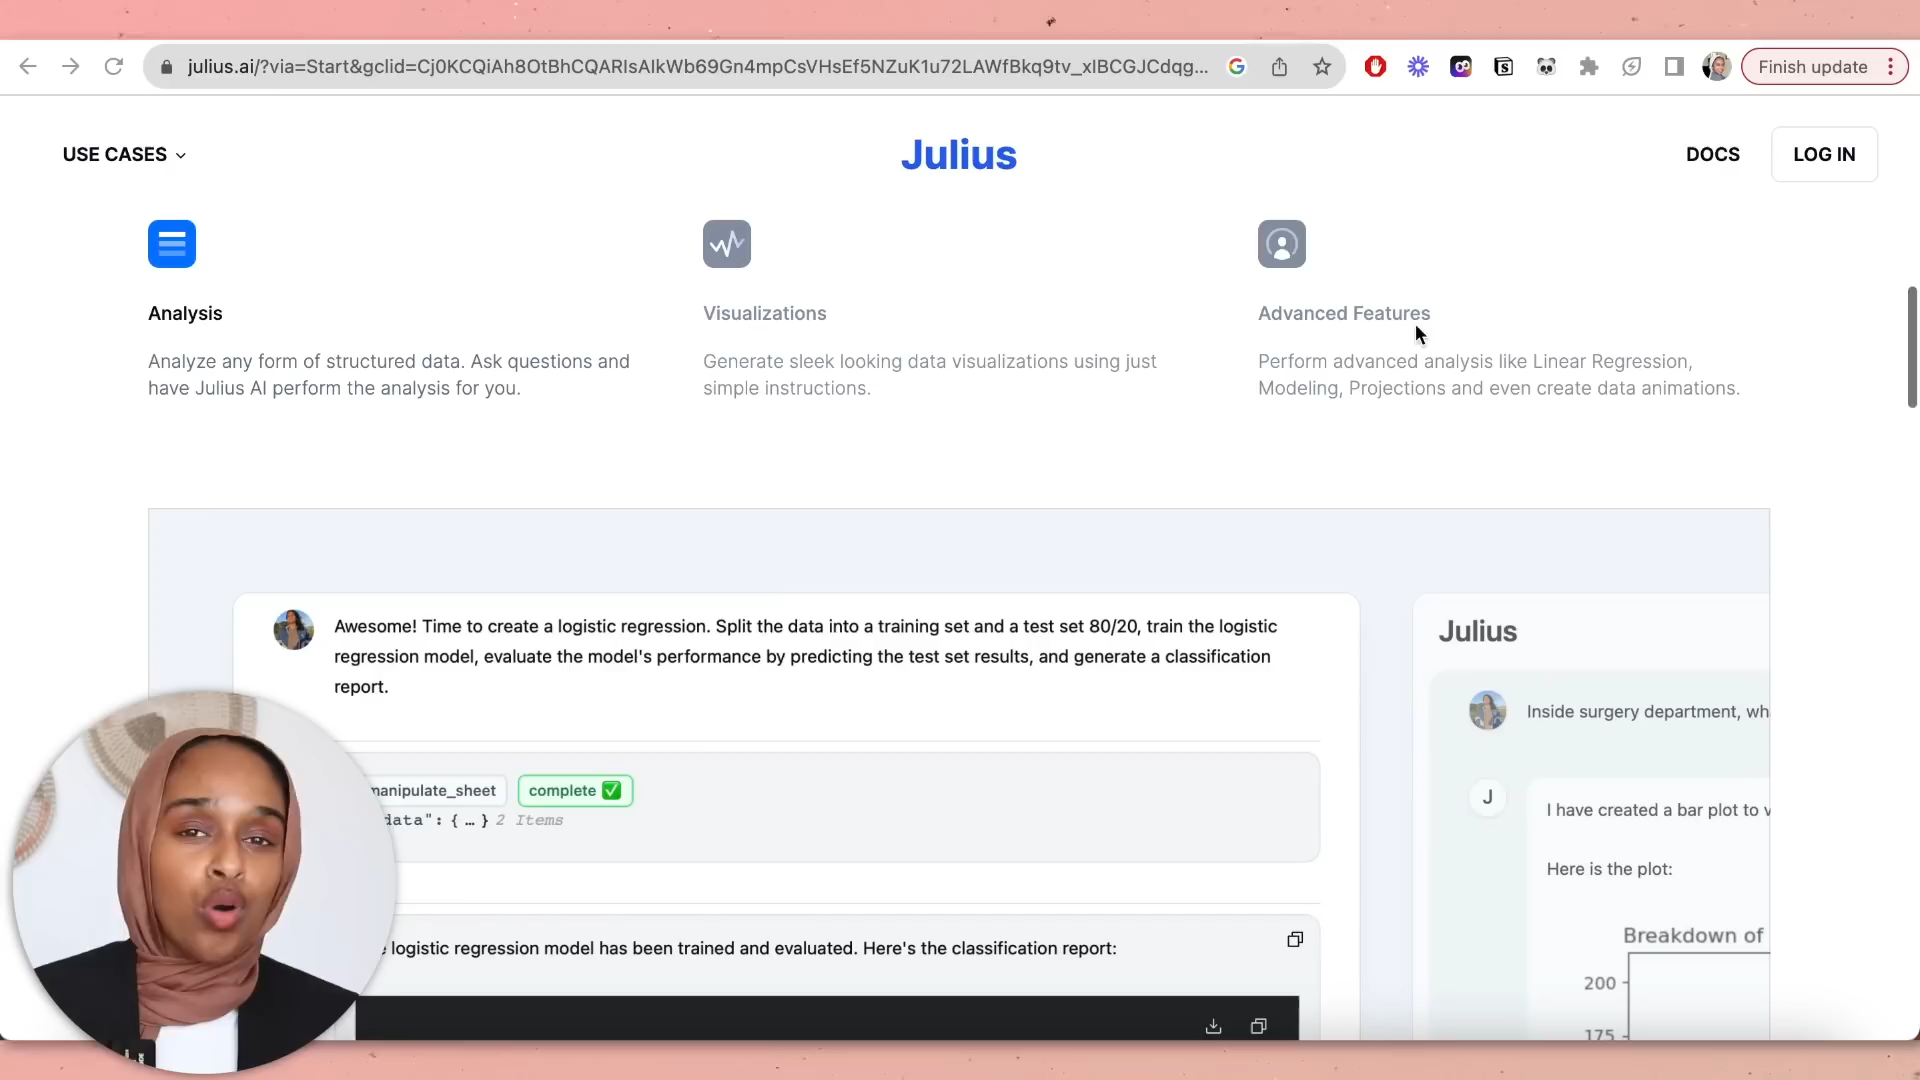 julius.ai/?via=Start&gclid=Cj0KCQiAh8OtBhCQARIsAIkWb69Gn4mpCsVHsEf5NZuK1u72LAWfBkq9tv_xIBCGJCdqg...
Finish update
USE CASES
Julius
DOCS
LOG IN
Analysis
Analyze any form of structured data. Ask questions and
have Julius AI perform the analysis for you.
Visualizations
Generate sleek looking data visualizations using just
simple instructions.
Advanced Features
Perform advanced analysis like Linear Regression,
Modeling, Projections and even create data animations.
Awesome! Time to create a logistic regression. Split the data into a training set and a test set 80/20, train the logistic
regression model, evaluate the model's performance by predicting the test set results, and generate a classification
report.
manipulate_sheet
complete ✅
data": { … } 2 Items
logistic regression model has been trained and evaluated. Here's the classification report:
Julius
Inside surgery department, wh
J
I have created a bar plot to v
Here is the plot:
Breakdown of
200
175